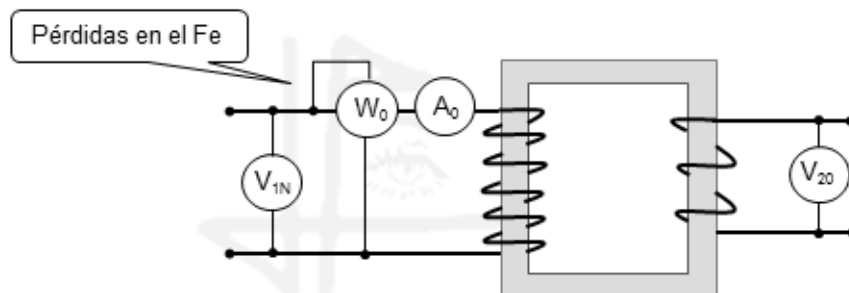 Pérdidas en el Fe
W₀
A₀
V₁N
V₂₀